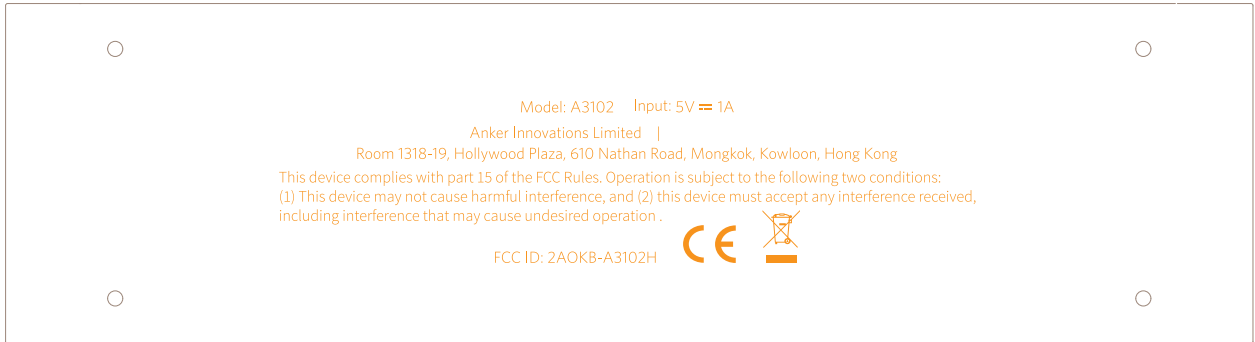 Model: A3102 Input: 5V ⎓ 1A
Anker Innovations Limited |
Room 1318-19, Hollywood Plaza, 610 Nathan Road, Mongkok, Kowloon, Hong Kong
This device complies with part 15 of the FCC Rules. Operation is subject to the following two conditions:
(1) This device may not cause harmful interference, and (2) this device must accept any interference received,
including interference that may cause undesired operation .
FCC ID: 2AOKB-A3102H CE